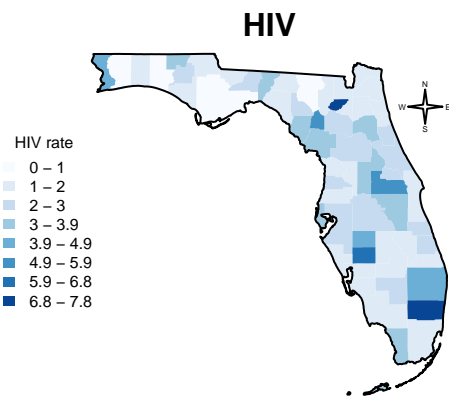 HIV
N
W E
S
HIV rate
0 – 1
1 – 2
2 – 3
3 – 3.9
3.9 – 4.9
4.9 – 5.9
5.9 – 6.8
6.8 – 7.8